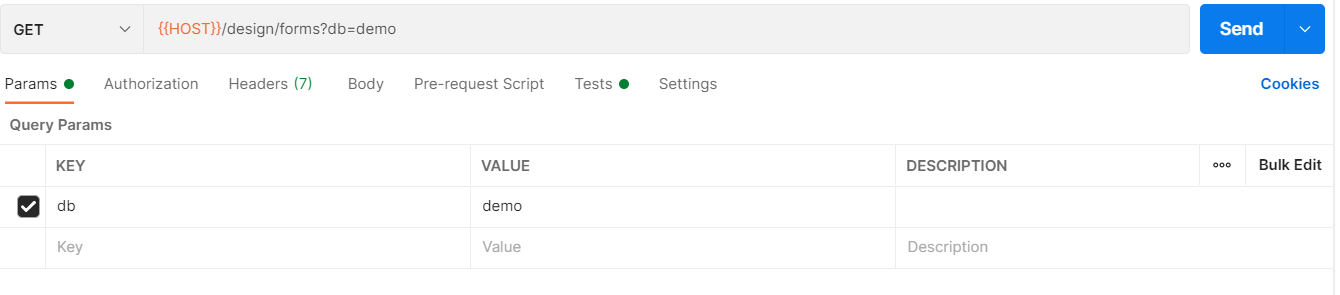 GET {{HOST}}/design/forms?db=demo Send
Params Authorization Headers (7) Body Pre-request Script Tests Settings Cookies
Query Params
KEY VALUE DESCRIPTION Bulk Edit
db demo
Key Value Description